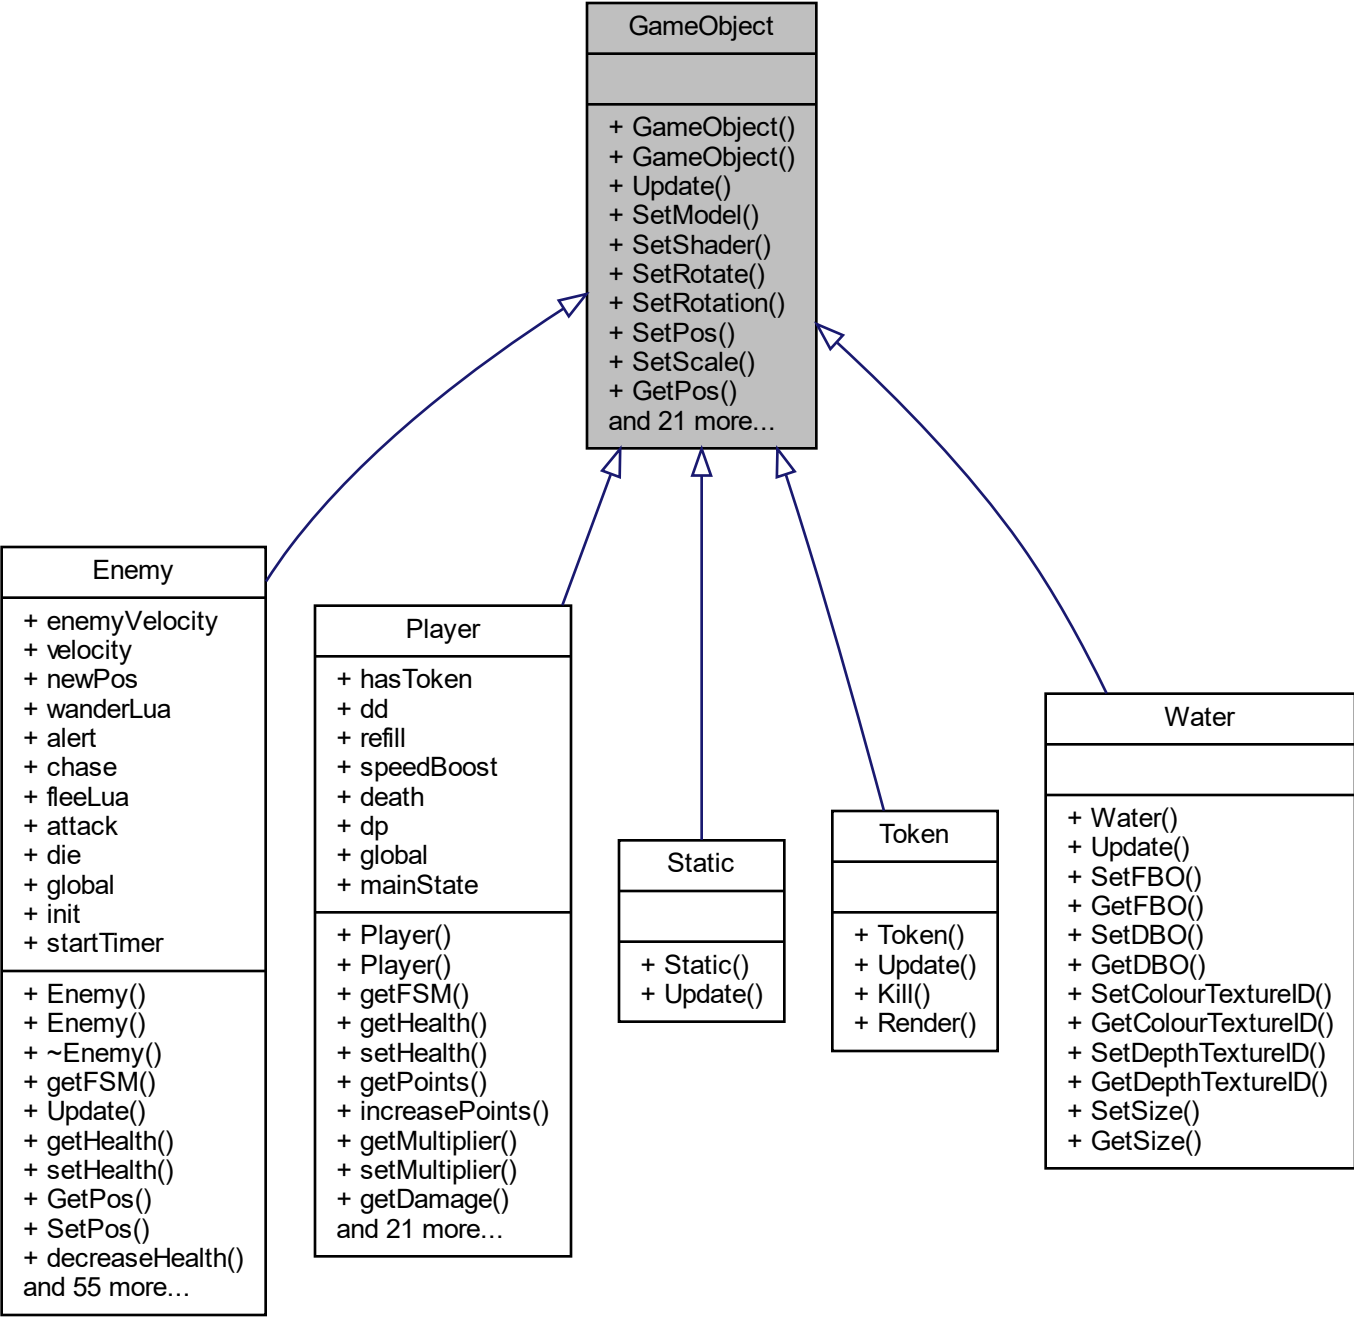 GameObject
+ GameObject()
+ GameObject()
+ Update()
+ SetModel()
+ SetShader()
+ SetRotate()
+ SetRotation()
+ SetPos()
+ SetScale()
+ GetPos()
and 21 more...
Enemy
+ enemyVelocity
+ velocity
+ newPos
+ wanderLua
+ alert
+ chase
+ fleeLua
+ attack
+ die
+ global
+ init
+ startTimer
+ Enemy()
+ Enemy()
+ ~Enemy()
+ getFSM()
+ Update()
+ getHealth()
+ setHealth()
+ GetPos()
+ SetPos()
+ decreaseHealth()
and 55 more...
Player
+ hasToken
+ dd
+ refill
+ speedBoost
+ death
+ dp
+ global
+ mainState
+ Player()
+ Player()
+ getFSM()
+ getHealth()
+ setHealth()
+ getPoints()
+ increasePoints()
+ getMultiplier()
+ setMultiplier()
+ getDamage()
and 21 more...
Static
+ Static()
+ Update()
Token
+ Token()
+ Update()
+ Kill()
+ Render()
Water
+ Water()
+ Update()
+ SetFBO()
+ GetFBO()
+ SetDBO()
+ GetDBO()
+ SetColourTextureID()
+ GetColourTextureID()
+ SetDepthTextureID()
+ GetDepthTextureID()
+ SetSize()
+ GetSize()